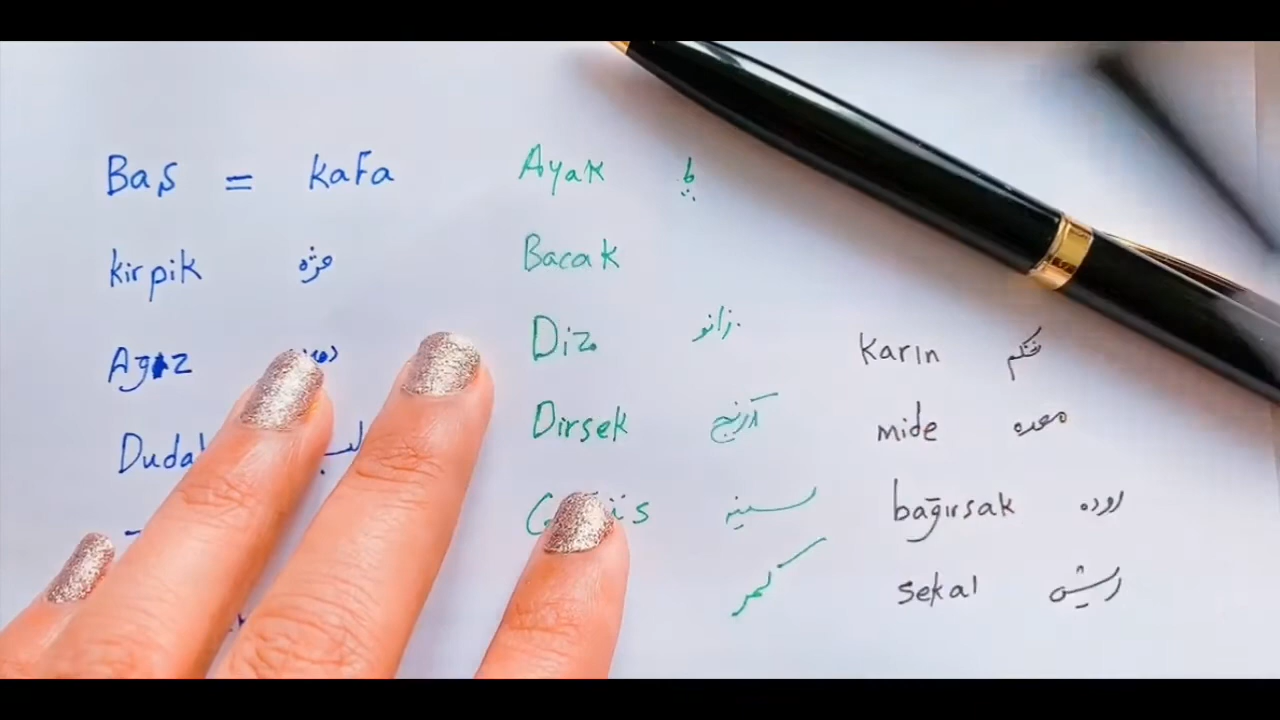 Baş = kafa
kirpik مژه
Ağız
لب
Ayak پا
Bacak
Diz زانو
Dirsek آرنج
سینه
کمر
karın شکم
mide معده
bağırsak روده
sekal ریش